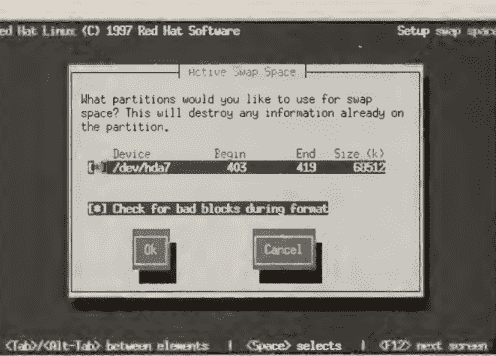 ed Hat Linux (C) 1997 Red Hat Software Setup swap space
Active Swap Space
What partitions would you like to use for swap
space? This will destroy any information already on
the partition.
Device Begin End Size (k)
[*] /dev/hda7 403 419 68512
[*] Check for bad blocks during format
Ok Cancel
<Tab>/<Alt-Tab> between elements | <Space> selects | <F12> next screen